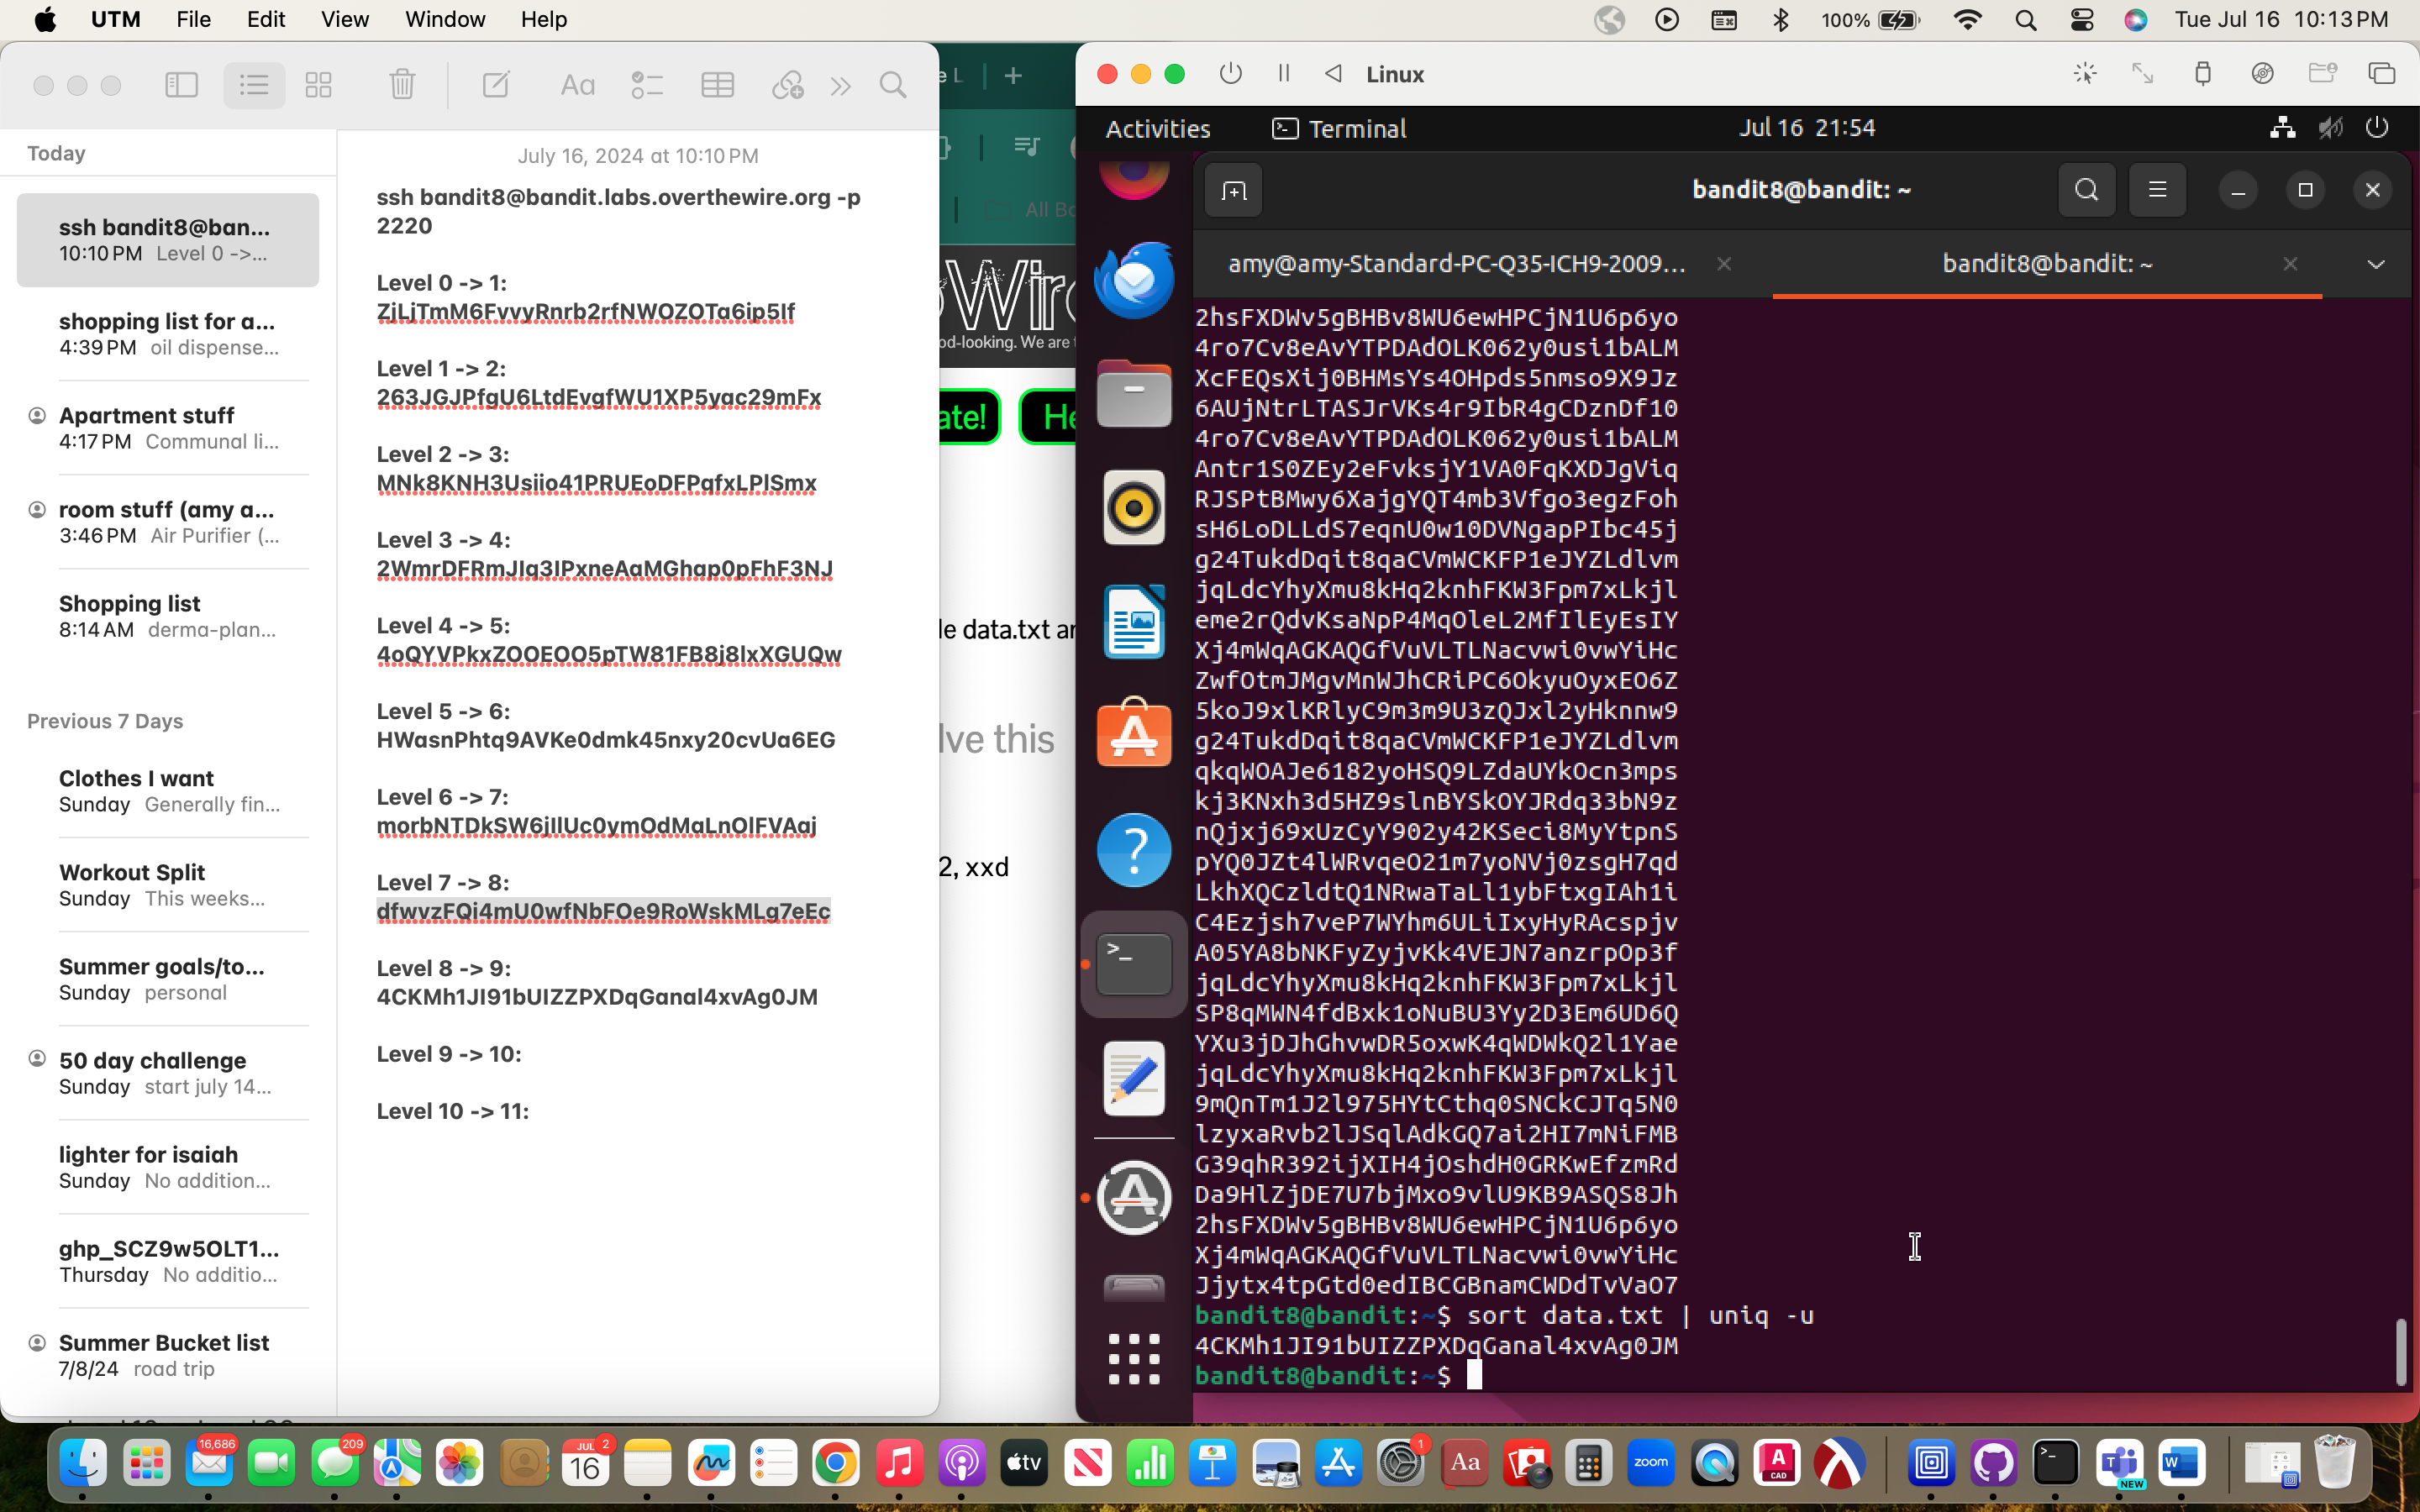 UTM File Edit View Window Help
100%
Tue Jul 16 10:13 PM
Today
ssh bandit8@ban...
10:10 PM Level 0 ->...
shopping list for a...
4:39 PM oil dispense...
Apartment stuff
4:17 PM Communal li...
room stuff (amy a...
3:46 PM Air Purifier (...
Shopping list
8:14 AM derma-plan...
Previous 7 Days
Clothes I want
Sunday Generally fin...
Workout Split
Sunday This weeks...
Summer goals/to...
Sunday personal
50 day challenge
Sunday start july 14...
lighter for isaiah
Sunday No addition...
ghp_SCZ9w5OLT1...
Thursday No additio...
Summer Bucket list
7/8/24 road trip
Aa
July 16, 2024 at 10:10 PM
ssh bandit8@bandit.labs.overthewire.org -p
2220
Level 0 -> 1:
ZjLjTmM6FvvyRnrb2rfNWOZOTa6ip5If
Level 1 -> 2:
263JGJPfgU6LtdEvgfWU1XP5yac29mFx
Level 2 -> 3:
MNk8KNH3Usiio41PRUEoDFPqfxLPlSmx
Level 3 -> 4:
2WmrDFRmJIq3IPxneAaMGhap0pFhF3NJ
Level 4 -> 5:
4oQYVPkxZOOEOO5pTW81FB8j8lxXGUQw
Level 5 -> 6:
HWasnPhtq9AVKe0dmk45nxy20cvUa6EG
Level 6 -> 7:
morbNTDkSW6jIlUc0ymOdMaLnOlFVAaj
Level 7 -> 8:
dfwvzFQi4mU0wfNbFOe9RoWskMLg7eEc
Level 8 -> 9:
4CKMh1JI91bUIZZPXDqGanal4xvAg0JM
Level 9 -> 10:
Level 10 -> 11:
e L
All Bo
oWire
od-looking. We are t
ate!
He
le data.txt an
lve this
2, xxd
Linux
Activities
Terminal
Jul 16 21:54
bandit8@bandit: ~
amy@amy-Standard-PC-Q35-ICH9-2009...
bandit8@bandit: ~
2hsFXDWv5gBHBv8WU6ewHPCjN1U6p6yo
4ro7Cv8eAvYTPDAdOLK062y0usi1bALM
XcFEQsXij0BHMsYs4OHpds5nmso9X9Jz
6AUjNtrLTASJrVKs4r9IbR4gCDznDf10
4ro7Cv8eAvYTPDAdOLK062y0usi1bALM
Antr1S0ZEy2eFvksjY1VA0FqKXDJgViq
RJSPtBMwy6XajgYQT4mb3Vfgo3egzFoh
sH6LoDLLdS7eqnU0w10DVNgapPIbc45j
g24TukdDqit8qaCVmWCKFP1eJYZLdlvm
jqLdcYhyXmu8kHq2knhFKW3Fpm7xLkjl
eme2rQdvKsaNpP4MqOleL2MfIlEyEsIY
Xj4mWqAGKAQGfVuVLTLNacvwi0vwYiHc
ZwfOtmJMgvMnWJhCRiPC6OkyuOyxEO6Z
5koJ9xlKRlyC9m3m9U3zQJxl2yHknnw9
g24TukdDqit8qaCVmWCKFP1eJYZLdlvm
qkqWOAJe6182yoHSQ9LZdaUYkOcn3mps
kj3KNxh3d5HZ9slnBYSkOYJRdq33bN9z
nQjxj69xUzCyY902y42KSeci8MyYtpnS
pYQ0JZt4lWRvqeO21m7yoNVj0zsgH7qd
LkhXQCzldtQ1NRwaTaLl1ybFtxgIAh1i
C4Ezjsh7veP7WYhm6ULiIxyHyRAcspjv
A05YA8bNKFyZyjvKk4VEJN7anzrpOp3f
jqLdcYhyXmu8kHq2knhFKW3Fpm7xLkjl
SP8qMWN4fdBxk1oNuBU3Yy2D3Em6UD6Q
YXu3jDJhGhvwDR5oxwK4qWDWkQ2l1Yae
jqLdcYhyXmu8kHq2knhFKW3Fpm7xLkjl
9mQnTm1J2l975HYtCthq0SNCkCJTq5N0
lzyxaRvb2lJSqlAdkGQ7ai2HI7mNiFMB
G39qhR392ijXIH4jOshdH0GRKwEfzmRd
Da9HlZjDE7U7bjMxo9vlU9KB9ASQS8Jh
2hsFXDWv5gBHBv8WU6ewHPCjN1U6p6yo
Xj4mWqAGKAQGfVuVLTLNacvwi0vwYiHc
Jjytx4tpGtd0edIBCGBnamCWDdTvVaO7
bandit8@bandit:~$ sort data.txt | uniq -u
4CKMh1JI91bUIZZPXDqGanal4xvAg0JM
bandit8@bandit:~$
16,686
209
JUL 2
16
tv
1
Aa
zoom
A CAD
NEW
W